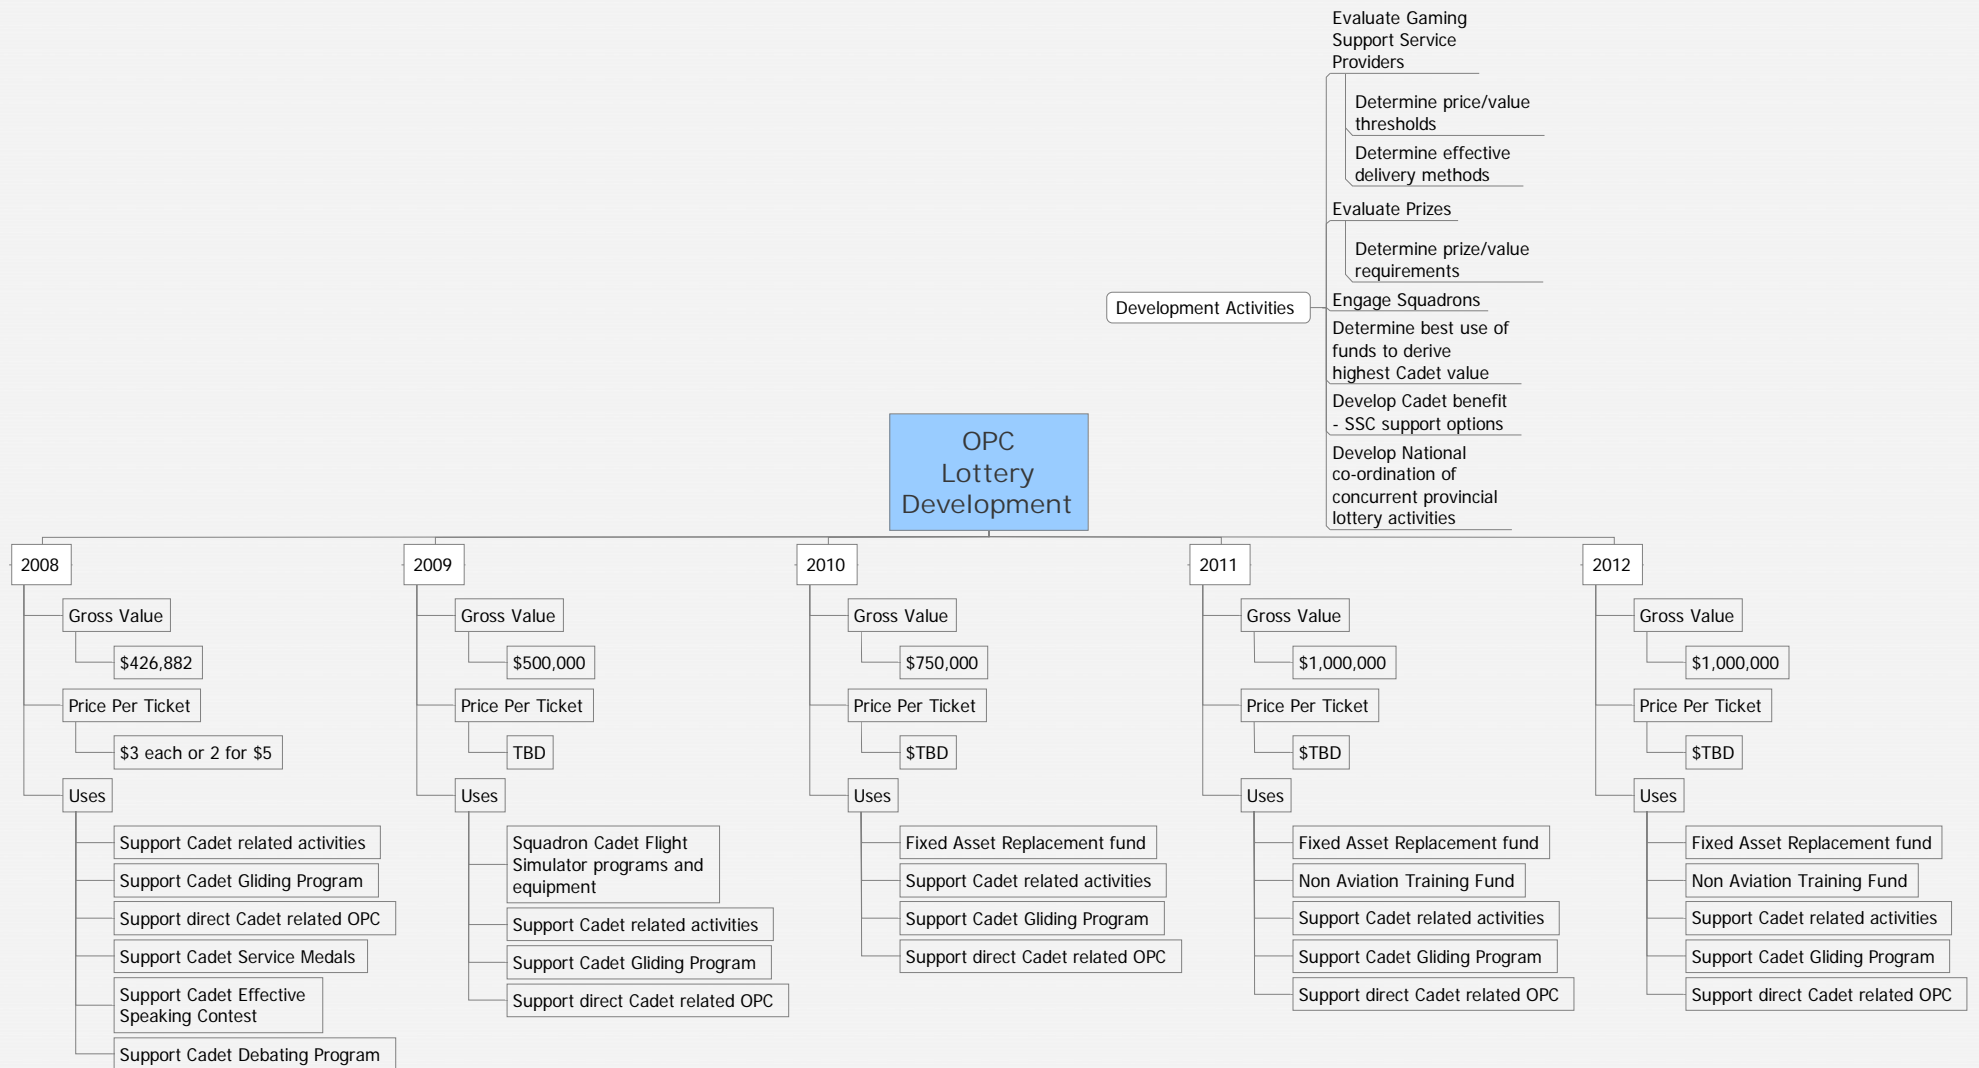 Evaluate Gaming
Support Service
Providers
Determine price/value
thresholds
Determine effective
delivery methods
Evaluate Prizes
Determine prize/value
requirements
Development Activities
Engage Squadrons
Determine best use of
funds to derive
highest Cadet value
Develop Cadet benefit
- SSC support options
Develop National
co-ordination of
concurrent provincial
lottery activities
OPC
Lottery
Development
2008
Gross Value
$426,882
Price Per Ticket
$3 each or 2 for $5
Uses
Support Cadet related activities
Support Cadet Gliding Program
Support direct Cadet related OPC
Support Cadet Service Medals
Support Cadet Effective
Speaking Contest
Support Cadet Debating Program
2009
Gross Value
$500,000
Price Per Ticket
TBD
Uses
Squadron Cadet Flight
Simulator programs and
equipment
Support Cadet related activities
Support Cadet Gliding Program
Support direct Cadet related OPC
2010
Gross Value
$750,000
Price Per Ticket
$TBD
Uses
Fixed Asset Replacement fund
Support Cadet related activities
Support Cadet Gliding Program
Support direct Cadet related OPC
2011
Gross Value
$1,000,000
Price Per Ticket
$TBD
Uses
Fixed Asset Replacement fund
Non Aviation Training Fund
Support Cadet related activities
Support Cadet Gliding Program
Support direct Cadet related OPC
2012
Gross Value
$1,000,000
Price Per Ticket
$TBD
Uses
Fixed Asset Replacement fund
Non Aviation Training Fund
Support Cadet related activities
Support Cadet Gliding Program
Support direct Cadet related OPC